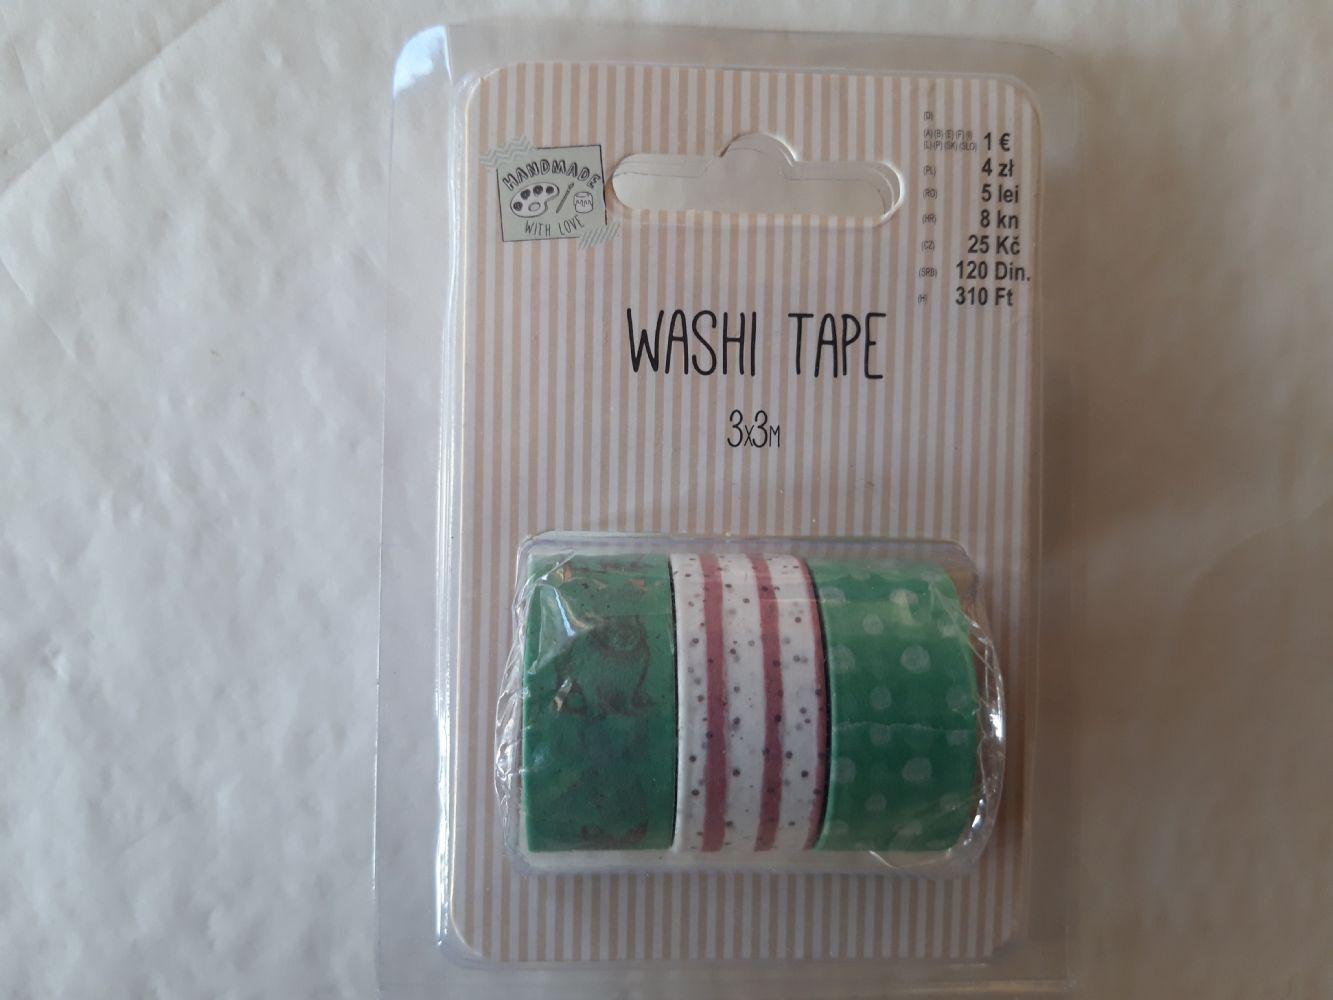 HANDMADE
WITH LOVE
(D)
(A) (B) (E) (F) (I)
(L) (P) (SK) (SLO) 1 €
(PL) 4 zł
(RO) 5 lei
(HR) 8 kn
(CZ) 25 Kč
(SRB) 120 Din.
(H) 310 Ft
WASHI TAPE
3x3M